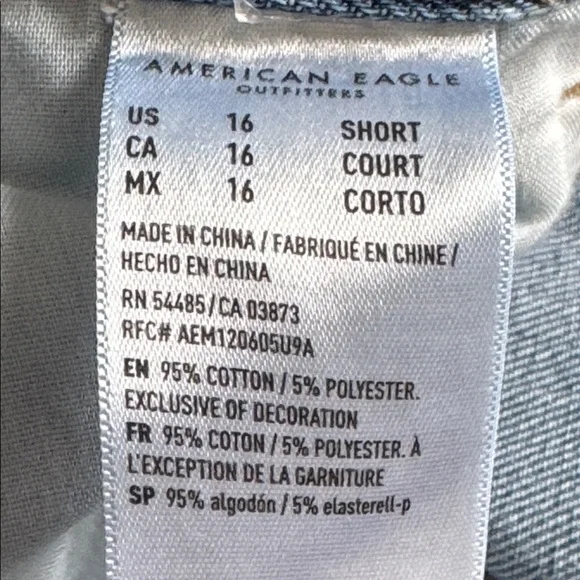 AMERICAN EAGLE
OUTFITTERS
US 16 SHORT
CA 16 COURT
MX 16 CORTO
MADE IN CHINA / FABRIQUÉ EN CHINE /
HECHO EN CHINA
RN 54485 / CA 03873
RFC# AEM120605U9A
EN 95% COTTON / 5% POLYESTER.
EXCLUSIVE OF DECORATION
FR 95% COTON / 5% POLYESTER. À
L'EXCEPTION DE LA GARNITURE
SP 95% algodón / 5% elasterell-p